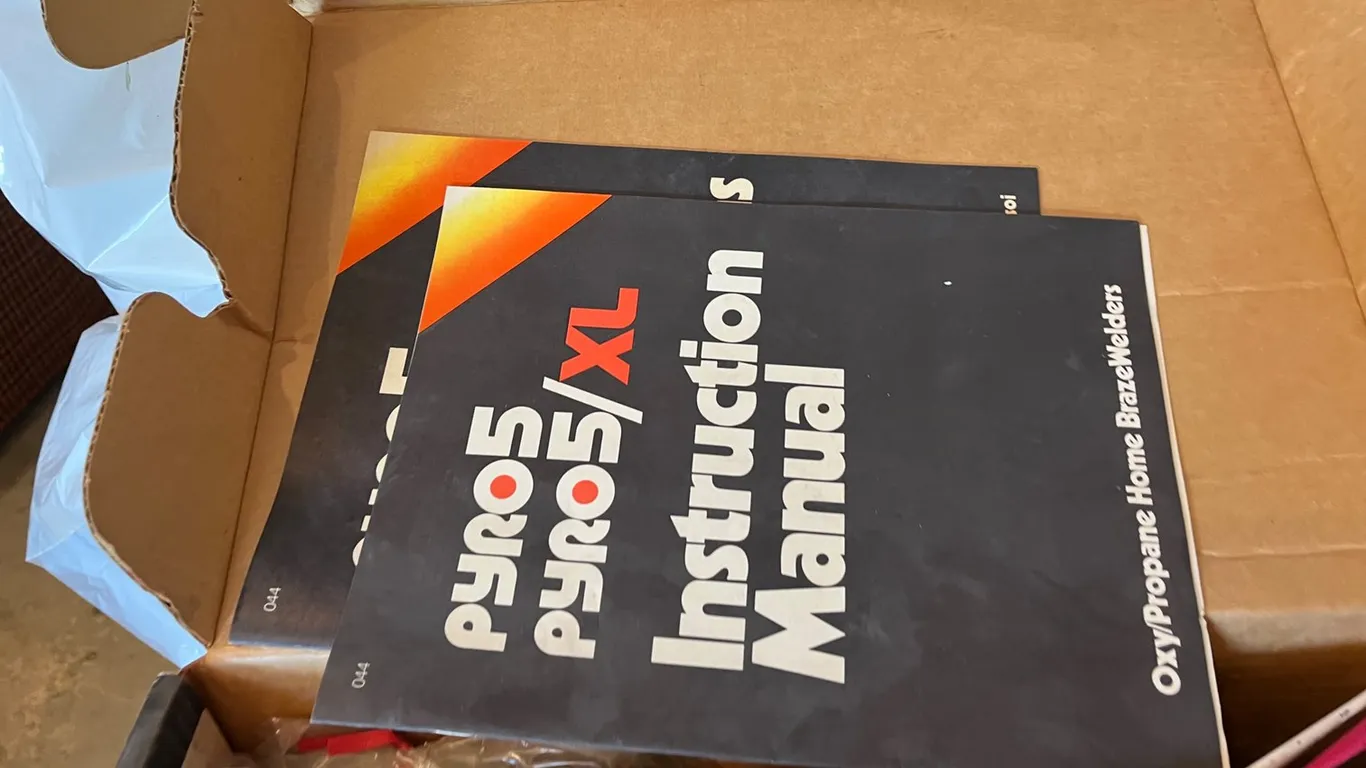 PYRO5
PYRO5/XL
Instruction
Manual
Oxy/Propane Home BrazeWelders
044
044